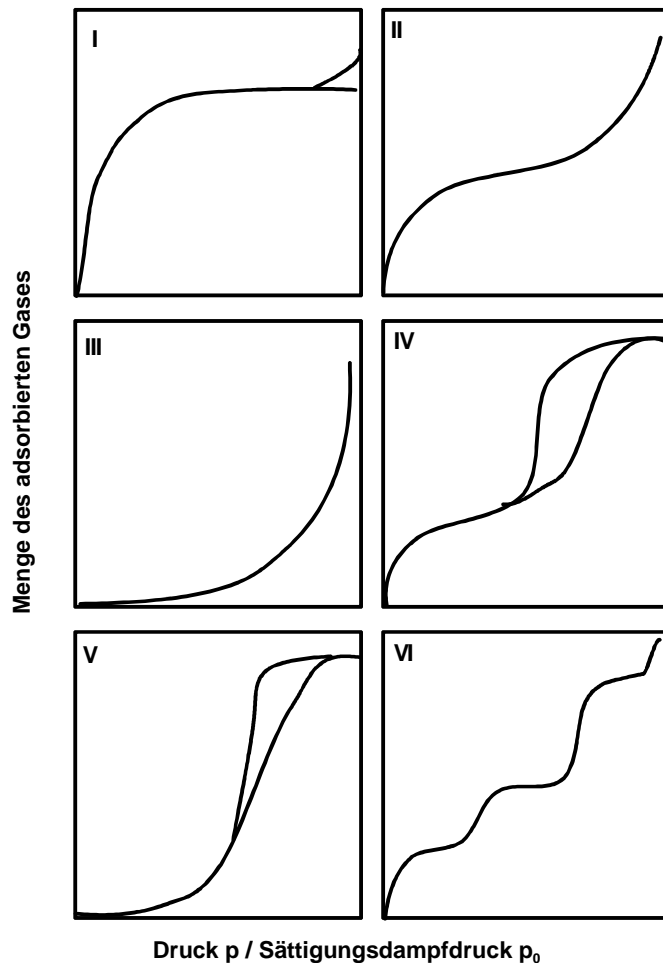 I
II
III
IV
V
VI
Menge des adsorbierten Gases
Druck p / Sättigungsdampfdruck p₀